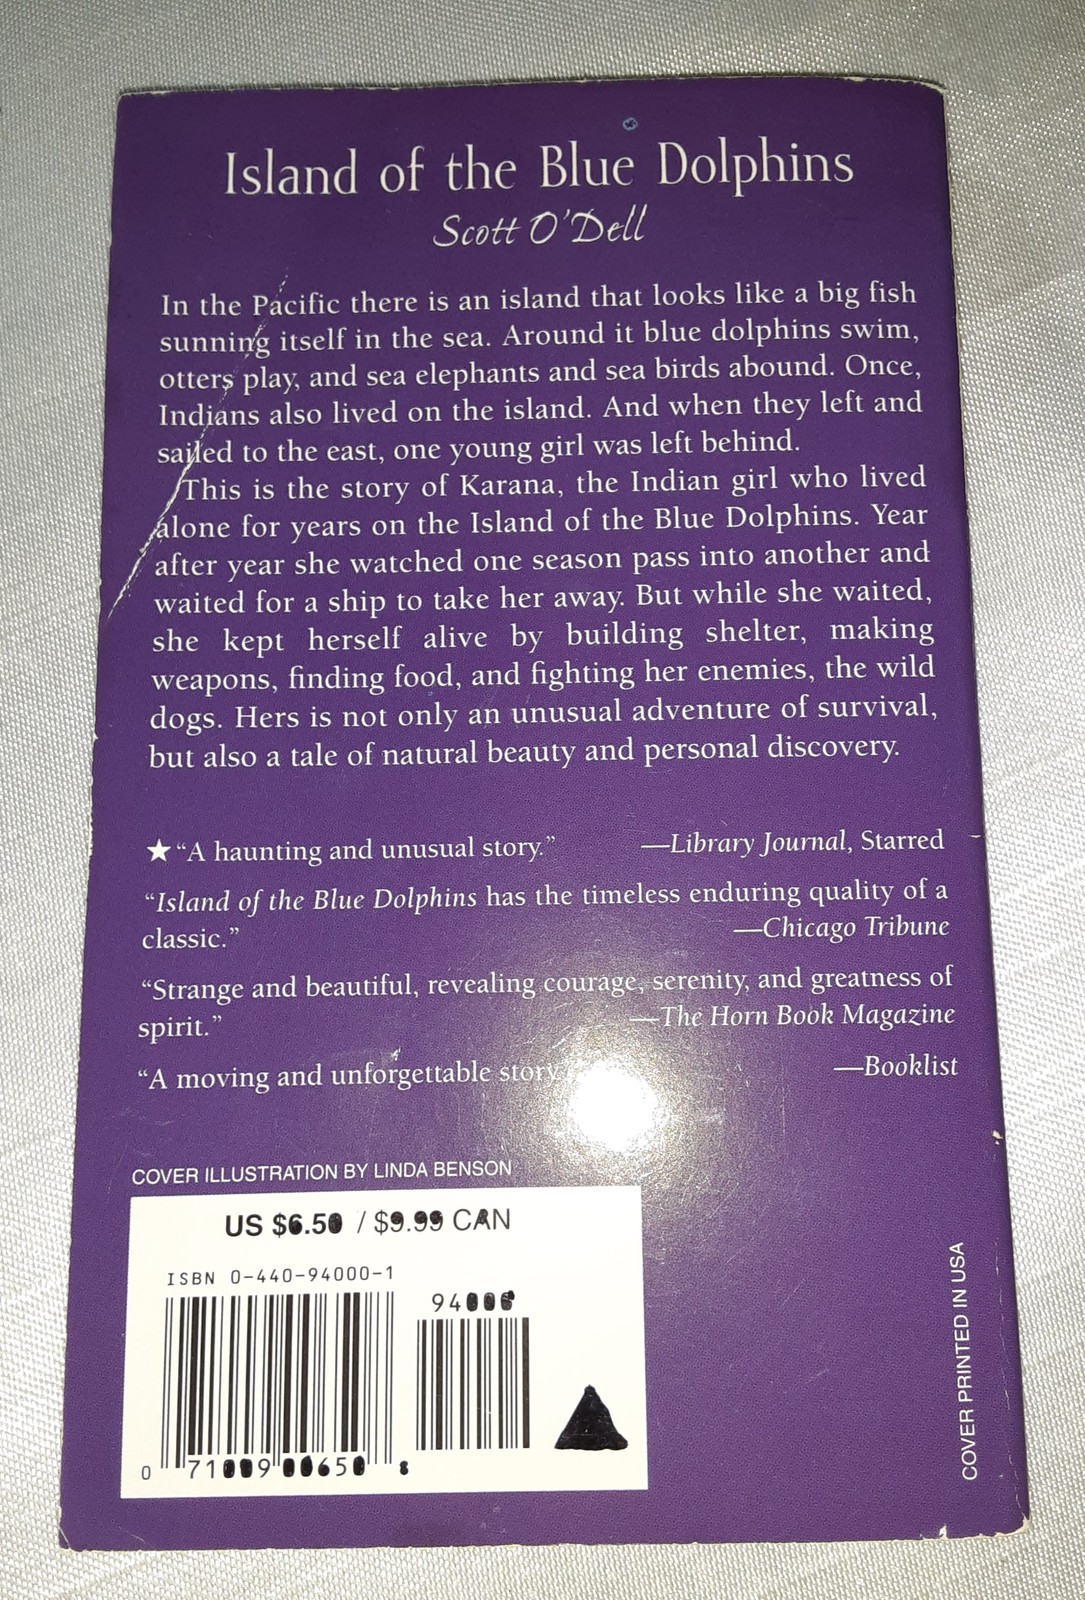 Island of the Blue Dolphins
Scott O'Dell
In the Pacific there is an island that looks like a big fish
sunning itself in the sea. Around it blue dolphins swim,
otters play, and sea elephants and sea birds abound. Once,
Indians also lived on the island. And when they left and
sailed to the east, one young girl was left behind.
This is the story of Karana, the Indian girl who lived
alone for years on the Island of the Blue Dolphins. Year
after year she watched one season pass into another and
waited for a ship to take her away. But while she waited,
she kept herself alive by building shelter, making
weapons, finding food, and fighting her enemies, the wild
dogs. Hers is not only an unusual adventure of survival,
but also a tale of natural beauty and personal discovery.
★ “A haunting and unusual story.” —Library Journal, Starred
“Island of the Blue Dolphins has the timeless enduring quality of a
classic.” —Chicago Tribune
“Strange and beautiful, revealing courage, serenity, and greatness of
spirit.” —The Horn Book Magazine
“A moving and unforgettable story. —Booklist
COVER ILLUSTRATION BY LINDA BENSON
US $6.50 / $9.99 CAN
ISBN 0-440-94000-1
94000
0 71009 00650 8
COVER PRINTED IN USA